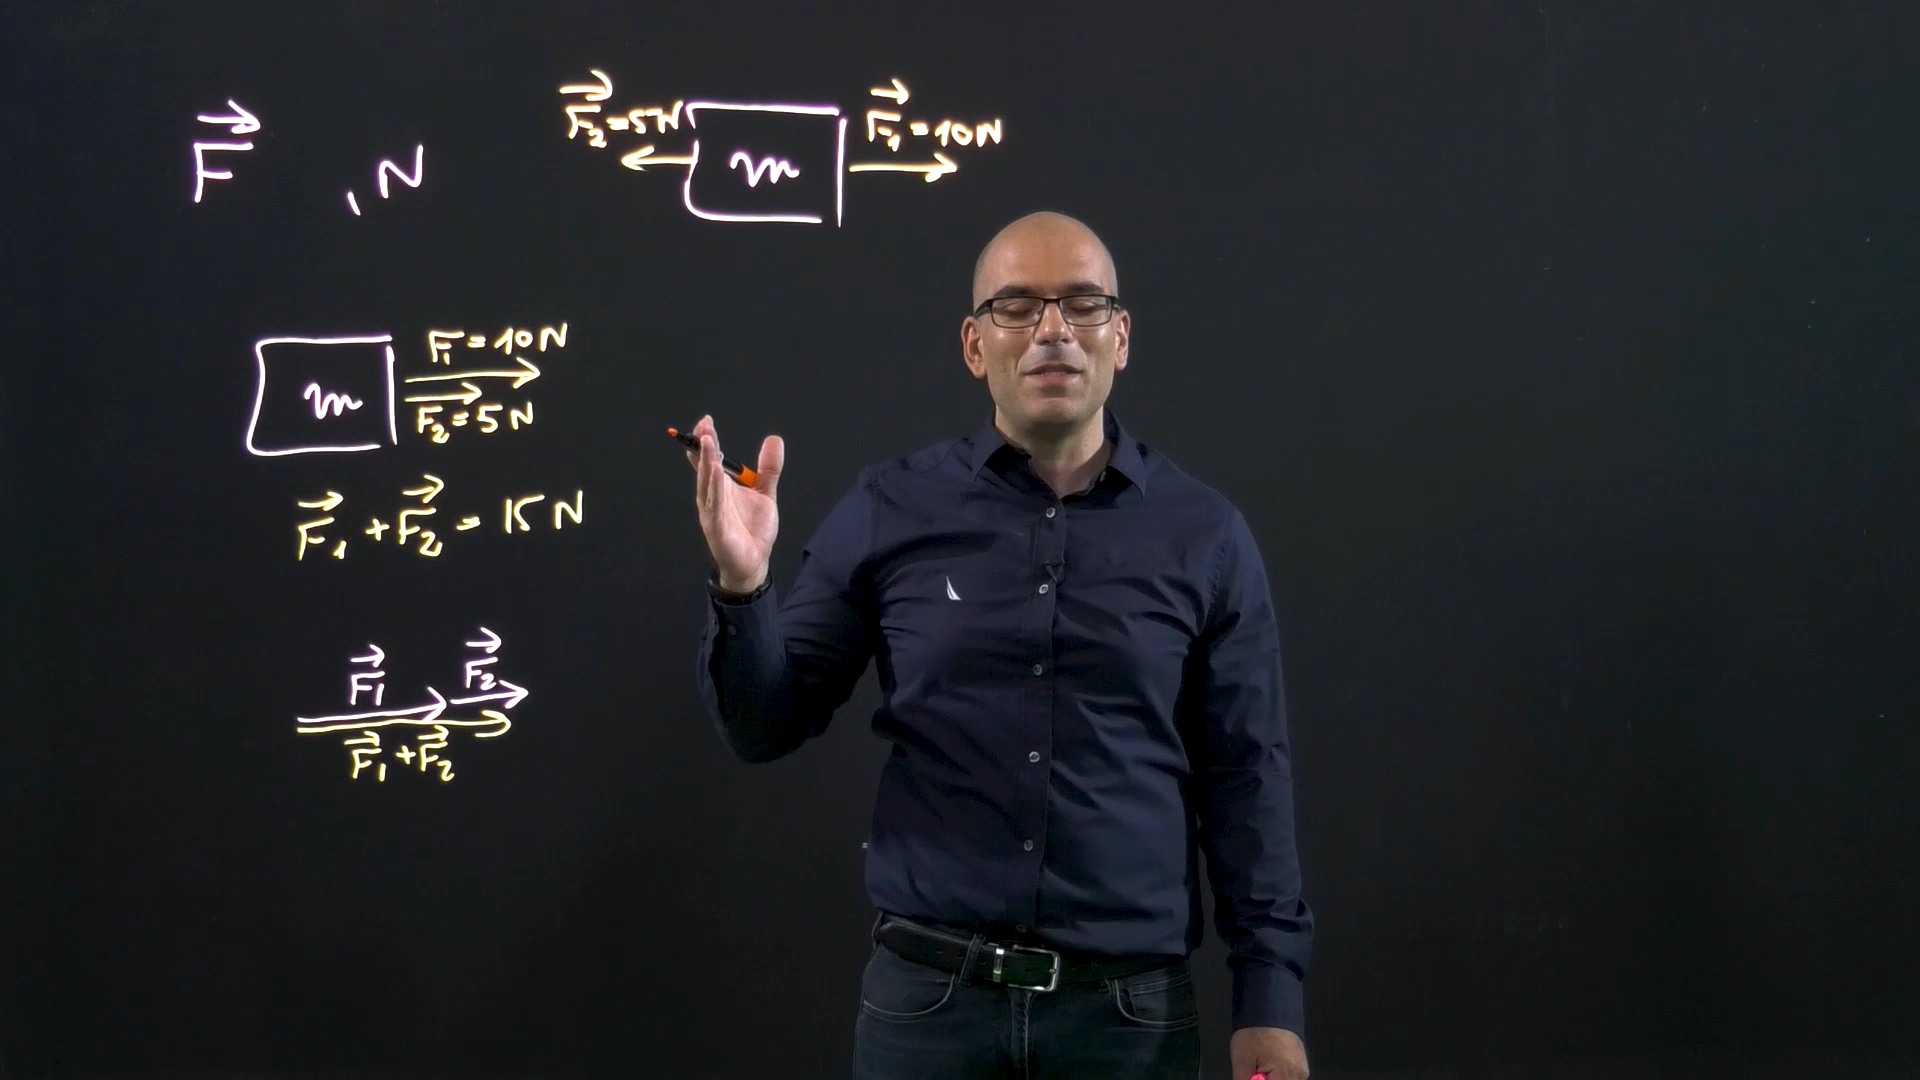 F⃗ , N
F⃗₂=5N m F⃗₁=10N
m F₁=10N
F₂=5N
F⃗₁+F⃗₂=15N
F⃗₁ F⃗₂
F⃗₁+F⃗₂